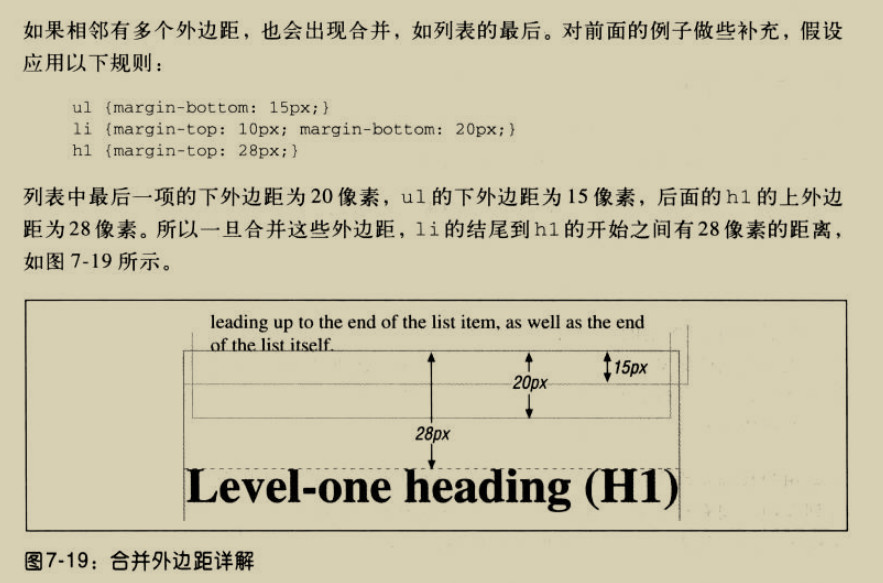 如果相邻有多个外边距，也会出现合并，如列表的最后。对前面的例子做些补充，假设
应用以下规则：
ul {margin-bottom: 15px;}
li {margin-top: 10px; margin-bottom: 20px;}
h1 {margin-top: 28px;}
列表中最后一项的下外边距为20像素，ul的下外边距为15像素，后面的h1的上外边
距为28像素。所以一旦合并这些外边距，li的结尾到h1的开始之间有28像素的距离，
如图7-19所示。
leading up to the end of the list item, as well as the end
of the list itself.
15px
20px
28px
Level-one heading (H1)
图7-19：合并外边距详解